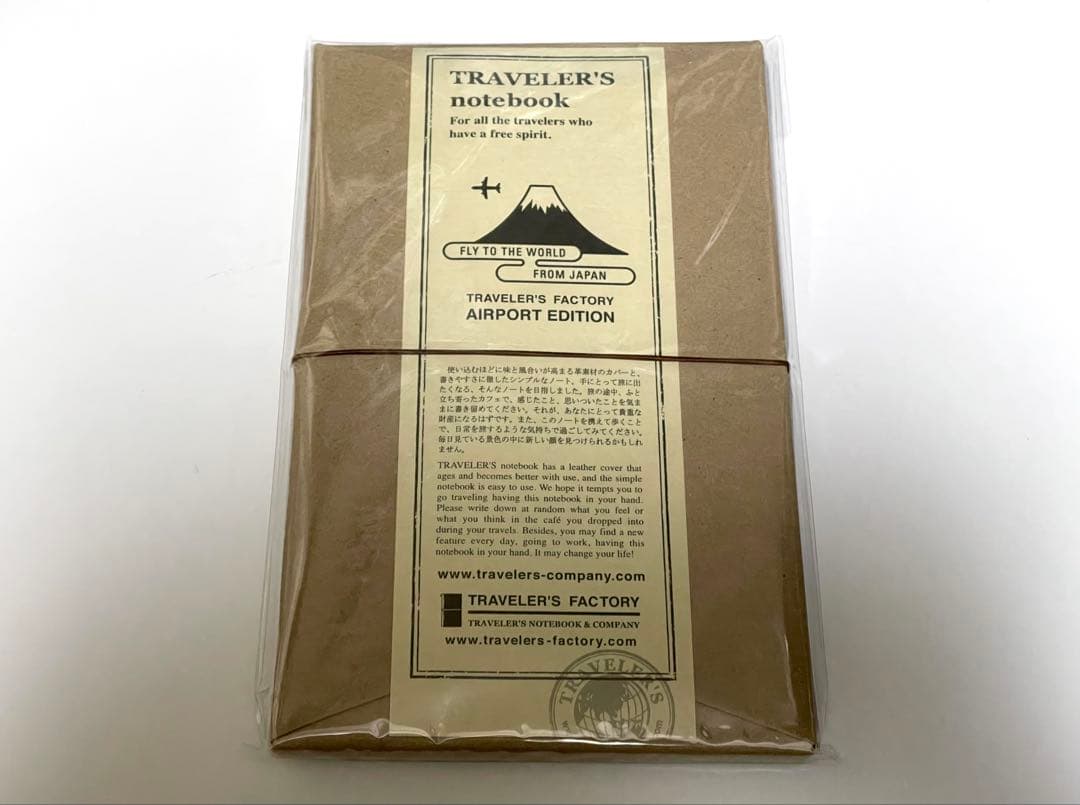 TRAVELER'S
notebook
For all the travelers who
have a free spirit.
FLY TO THE WORLD
FROM JAPAN
TRAVELER'S FACTORY
AIRPORT EDITION
使い込むほどに味と風合いが高まる革素材のカバーと、
書きやすさに徹したシンプルなノート。手にとって旅に出
たくなる、そんなノートを目指しました。旅の途中、ふと
立ち寄ったカフェで、感じたこと、思いついたことを気ま
まに書き留めてください。それが、あなたにとって貴重な
財産になるはずです。また、このノートを携えて歩くこと
で、日常を旅するような気持ちで過ごしてみてください。
毎日見ている景色の中に新しい顔を見つけられるかもしれ
ません。
TRAVELER'S notebook has a leather cover that
ages and becomes better with use, and the simple
notebook is easy to use. We hope it tempts you to
go traveling having this notebook in your hand.
Please write down at random what you feel or
what you think in the café you dropped into
during your travels. Besides, you may find a new
feature every day, going to work, having this
notebook in your hand. It may change your life!
www.travelers-company.com
TRAVELER'S FACTORY
TRAVELER'S NOTEBOOK & COMPANY
www.travelers-factory.com
TRAVELER'S